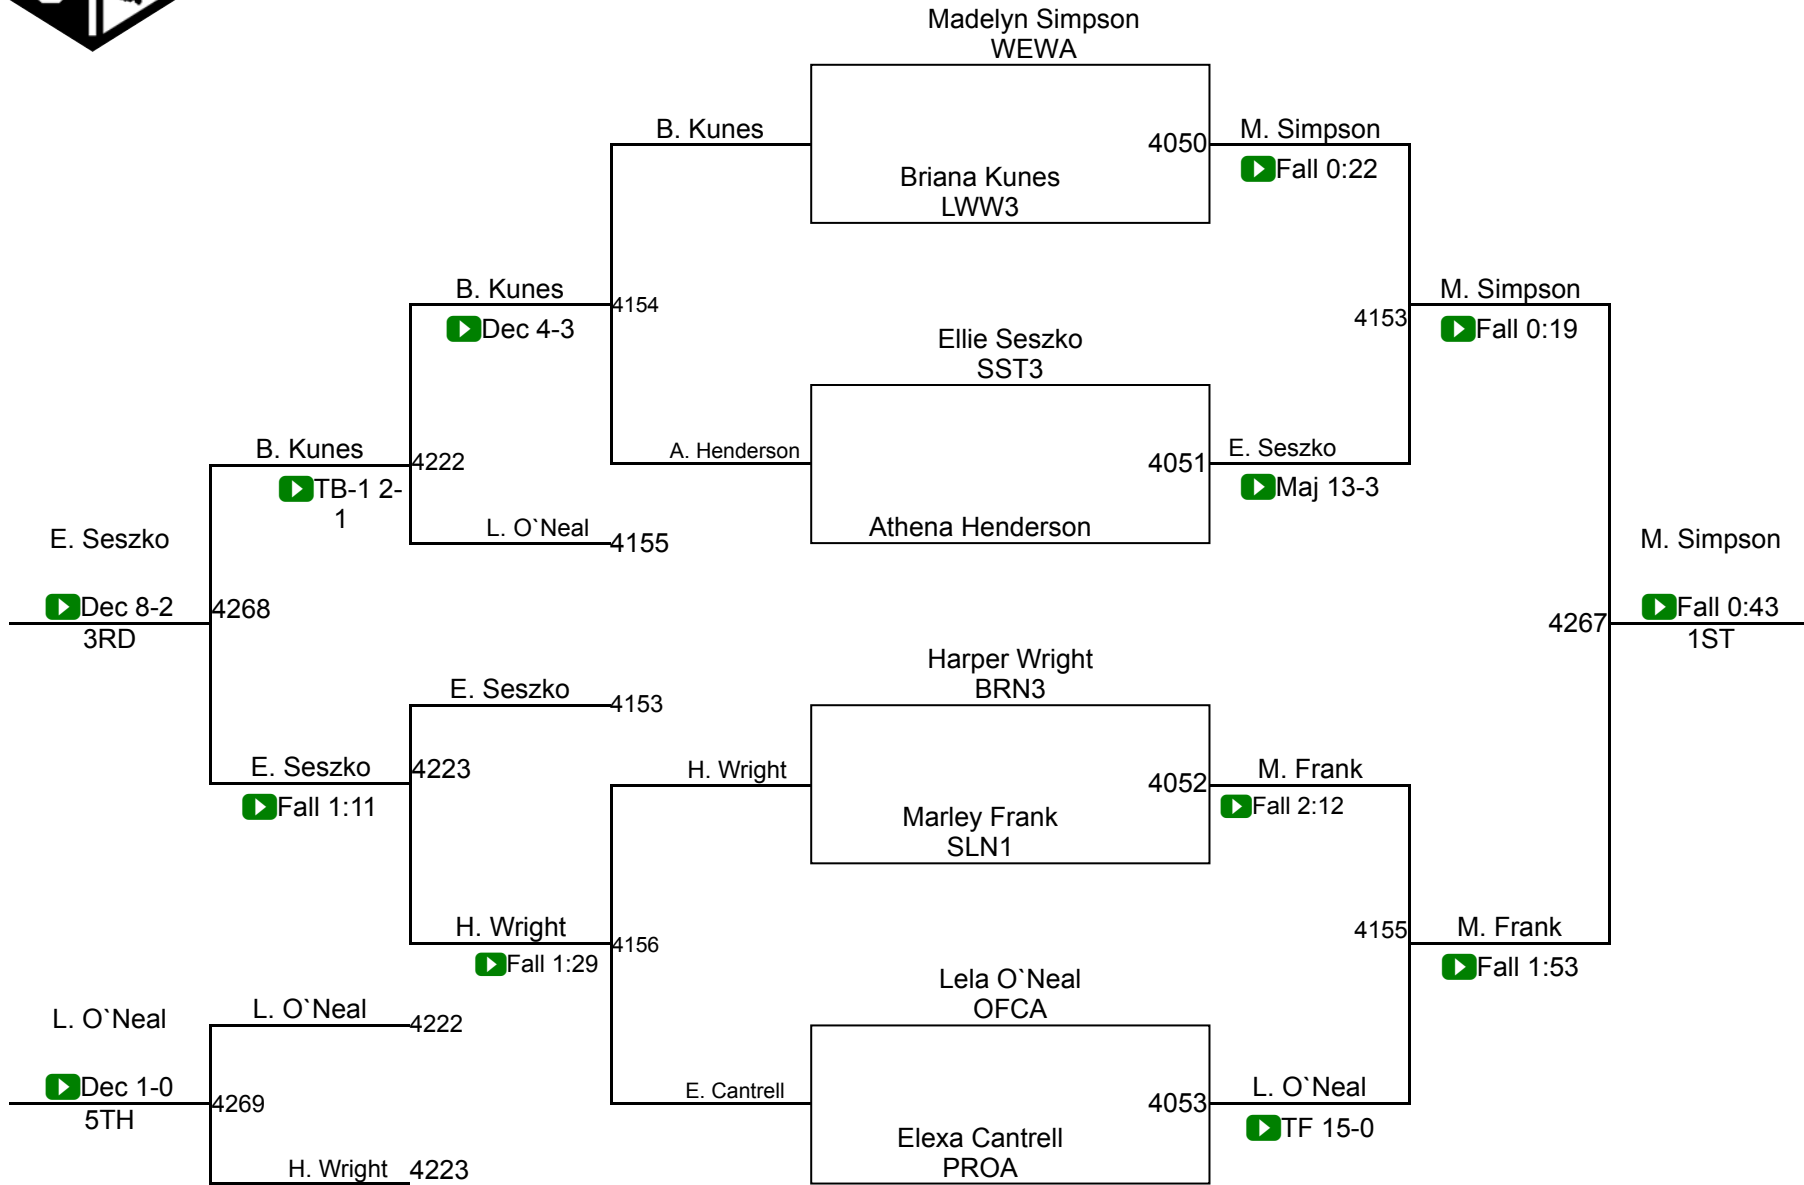 Madelyn Simpson
WEWA
B. Kunes
4050
M. Simpson
Fall 0:22
Briana Kunes
LWW3
B. Kunes
4154
Dec 4-3
4153
M. Simpson
Fall 0:19
Ellie Seszko
SST3
B. Kunes
4222
TB-1 2-
1
A. Henderson
4051
E. Seszko
Maj 13-3
L. O`Neal
4155
Athena Henderson
E. Seszko
Dec 8-2
3RD
4268
M. Simpson
4267
Fall 0:43
1ST
Harper Wright
BRN3
E. Seszko
4153
E. Seszko
4223
Fall 1:11
H. Wright
4052
M. Frank
Fall 2:12
Marley Frank
SLN1
H. Wright
4156
Fall 1:29
4155
M. Frank
Fall 1:53
Lela O`Neal
OFCA
L. O`Neal
L. O`Neal
4222
Dec 1-0
5TH
4269
E. Cantrell
4053
L. O`Neal
TF 15-0
Elexa Cantrell
PROA
H. Wright
4223